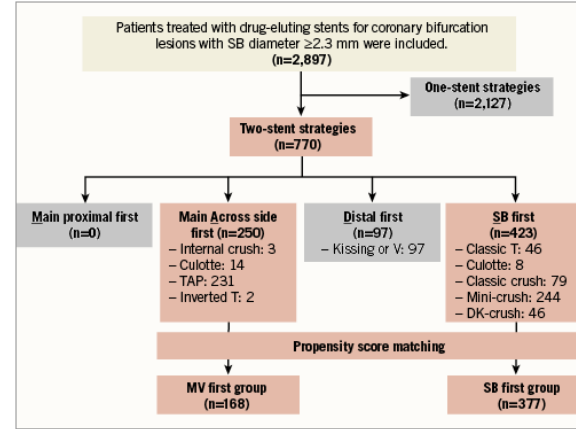 Patients treated with drug-eluting stents for coronary bifurcation
lesions with SB diameter ≥2.3 mm were included.
(n=2,897)
One-stent strategies
(n=2,127)
Two-stent strategies
(n=770)
Main proximal first
(n=0)
Main Across side
first (n=250)
– Internal crush: 3
– Culotte: 14
– TAP: 231
– Inverted T: 2
Distal first
(n=97)
– Kissing or V: 97
SB first
(n=423)
– Classic T: 46
– Culotte: 8
– Classic crush: 79
– Mini-crush: 244
– DK-crush: 46
Propensity score matching
MV first group
(n=168)
SB first group
(n=377)